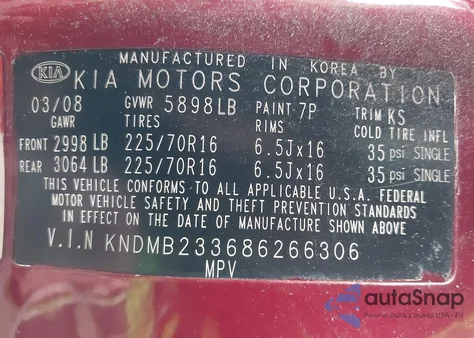 MANUFACTURED IN KOREA BY
KIA KIA MOTORS CORPORATION
03/08 GVWR 5898LB PAINT 7P TRIM KS
GAWR TIRES RIMS COLD TIRE INFL
FRONT 2998 LB 225/70R16 6.5Jx16 35 psi SINGLE
REAR 3064 LB 225/70R16 6.5Jx16 35 psi SINGLE
THIS VEHICLE CONFORMS TO ALL APPLICABLE U.S.A. FEDERAL
MOTOR VEHICLE SAFETY AND THEFT PREVENTION STANDARDS
IN EFFECT ON THE DATE OF MANUFACTURE SHOWN ABOVE
V.I.N KNDMB233686266306
MPV
autoSnap